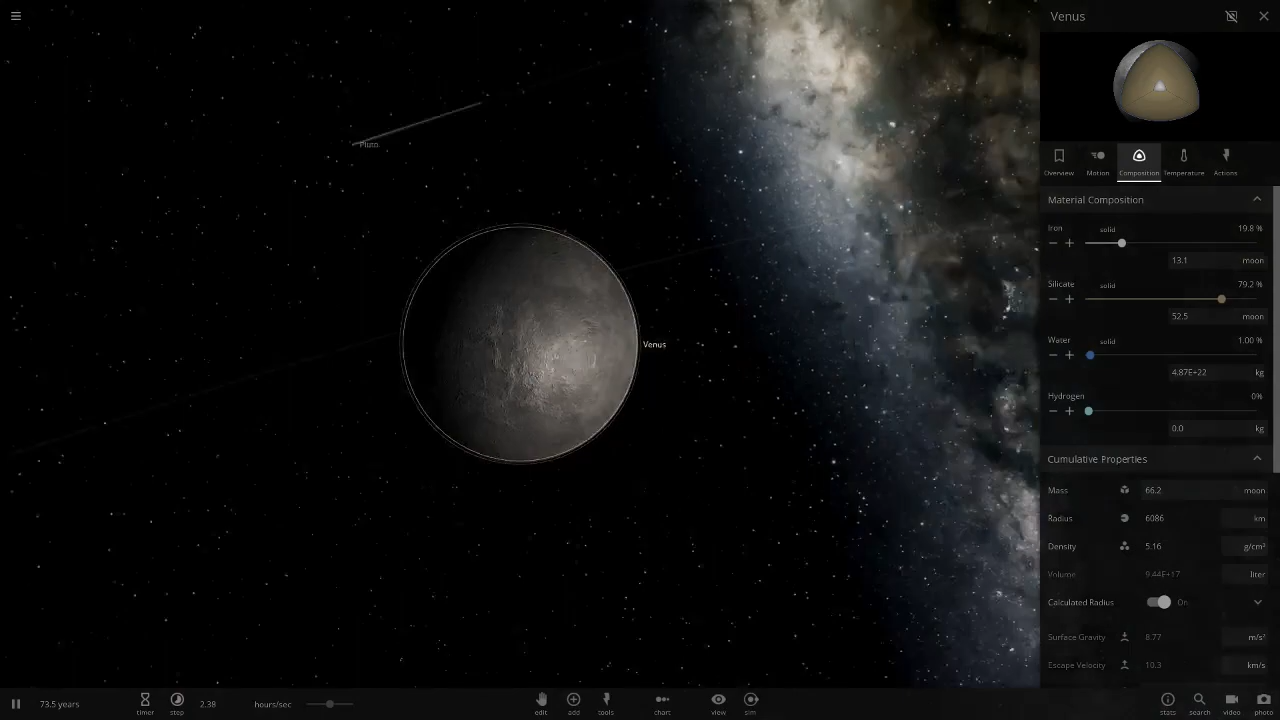 Venus
Pluto
Venus
Overview Motion Composition Temperature Actions
Material Composition
Iron solid 19.8 %
13.1 moon
Silicate solid 79.2 %
52.5 moon
Water solid 1.00 %
4.87E+22 kg
Hydrogen 0%
0.0 kg
Cumulative Properties
Mass 66.2 moon
Radius 6086 km
Density 5.16 g/cm³
Volume 9.44E+17 liter
Calculated Radius On
Surface Gravity 8.77 m/s²
Escape Velocity 10.3 km/s
73.5 years timer step 2.38 hours/sec edit add tools chart view sim stats search video photo